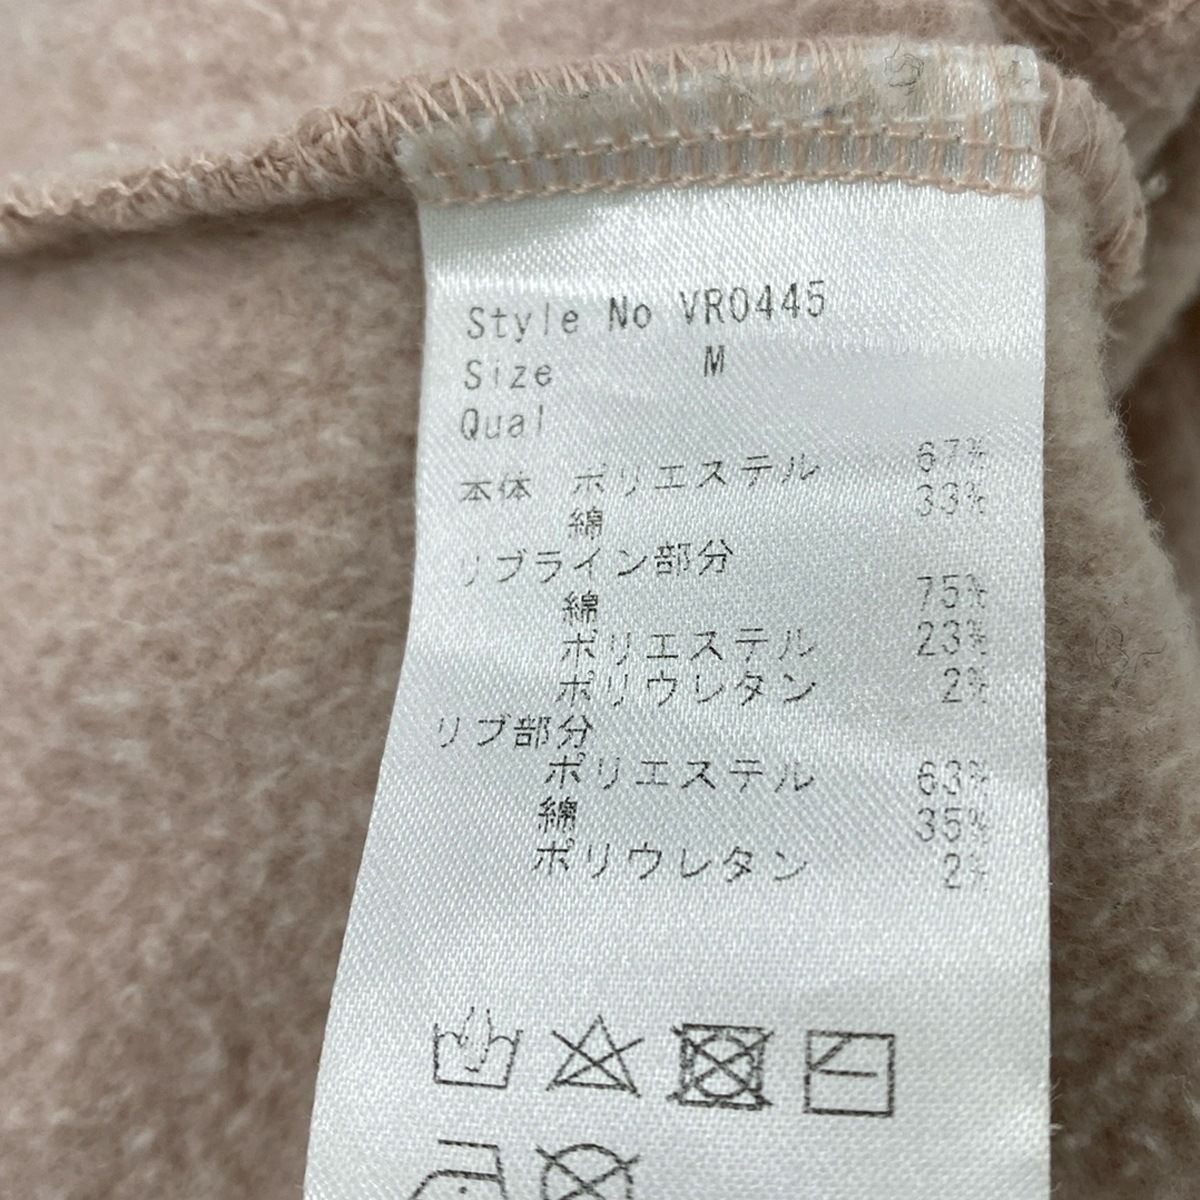 Style No VR0445
Size M
Qual
本体 ポリエステル 67%
綿 33%
リブライン部分
綿 75%
ポリエステル 23%
ポリウレタン 2%
リブ部分
ポリエステル 63%
綿 35%
ポリウレタン 2%